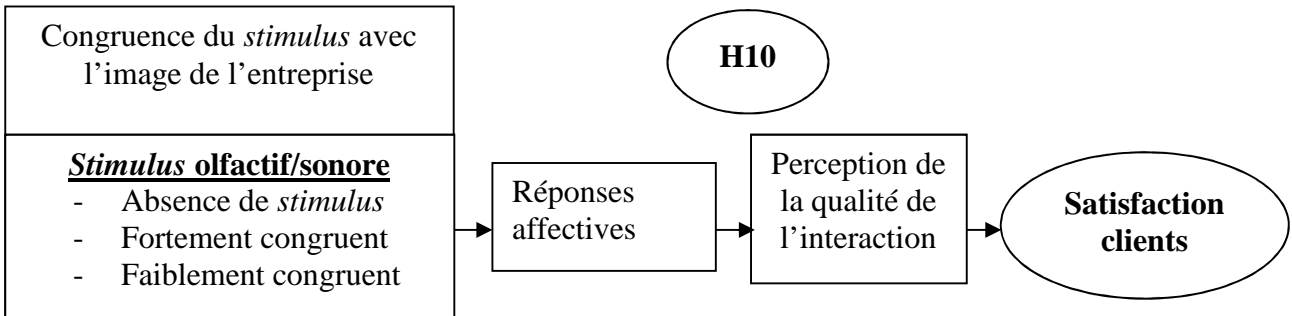 Congruence du stimulus avec
l’image de l’entreprise
H10
Stimulus olfactif/sonore
- Absence de stimulus
- Fortement congruent
- Faiblement congruent
Réponses
affectives
Perception de
la qualité de
l’interaction
Satisfaction
clients